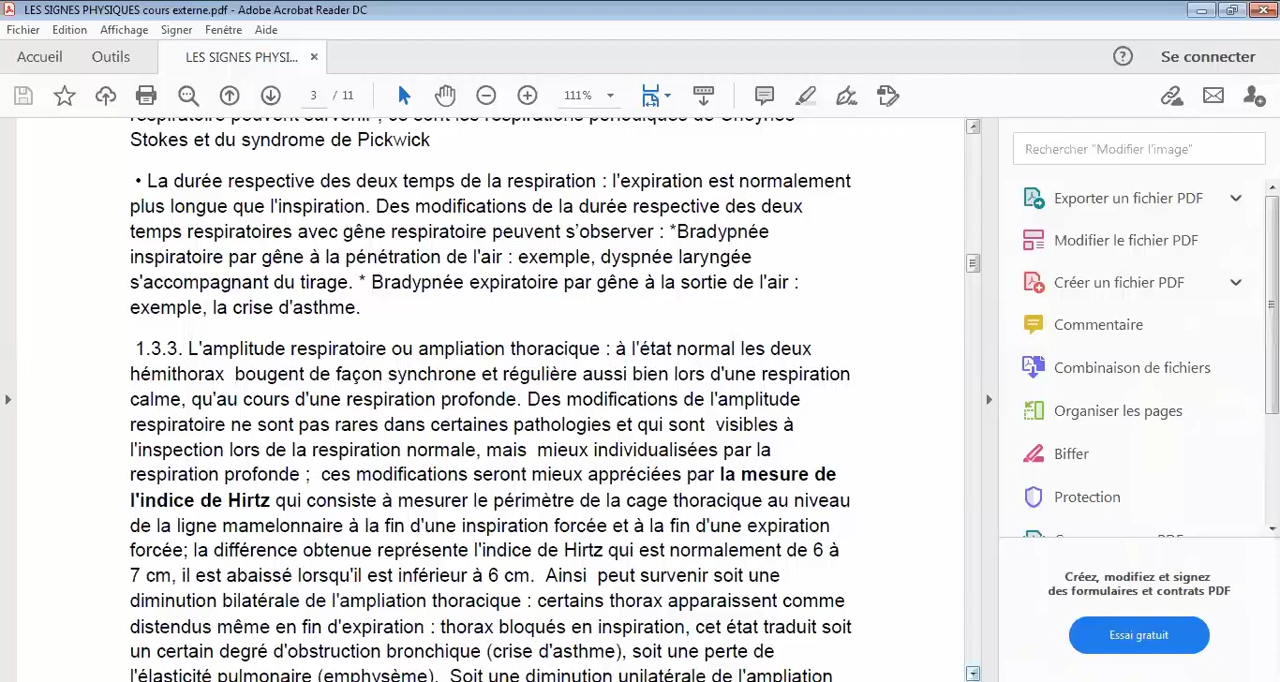 LES SIGNES PHYSIQUES cours externe.pdf - Adobe Acrobat Reader DC
Fichier Edition Affichage Signer Fenêtre Aide
Accueil Outils LES SIGNES PHYSI... × Se connecter
3 / 11 111%
Stokes et du syndrome de Pickwick
• La durée respective des deux temps de la respiration : l'expiration est normalement
plus longue que l'inspiration. Des modifications de la durée respective des deux
temps respiratoires avec gêne respiratoire peuvent s’observer : *Bradypnée
inspiratoire par gêne à la pénétration de l'air : exemple, dyspnée laryngée
s'accompagnant du tirage. * Bradypnée expiratoire par gêne à la sortie de l'air :
exemple, la crise d'asthme.
1.3.3. L'amplitude respiratoire ou ampliation thoracique : à l'état normal les deux
hémithorax bougent de façon synchrone et régulière aussi bien lors d'une respiration
calme, qu'au cours d'une respiration profonde. Des modifications de l'amplitude
respiratoire ne sont pas rares dans certaines pathologies et qui sont visibles à
l'inspection lors de la respiration normale, mais mieux individualisées par la
respiration profonde ; ces modifications seront mieux appréciées par la mesure de
l'indice de Hirtz qui consiste à mesurer le périmètre de la cage thoracique au niveau
de la ligne mamelonnaire à la fin d'une inspiration forcée et à la fin d'une expiration
forcée; la différence obtenue représente l'indice de Hirtz qui est normalement de 6 à
7 cm, il est abaissé lorsqu'il est inférieur à 6 cm. Ainsi peut survenir soit une
diminution bilatérale de l'ampliation thoracique : certains thorax apparaissent comme
distendus même en fin d'expiration : thorax bloqués en inspiration, cet état traduit soit
un certain degré d'obstruction bronchique (crise d'asthme), soit une perte de
l'élasticité pulmonaire (emphysème). Soit une diminution unilatérale de l'ampliation
Rechercher "Modifier l'image"
Exporter un fichier PDF
Modifier le fichier PDF
Créer un fichier PDF
Commentaire
Combinaison de fichiers
Organiser les pages
Biffer
Protection
Créez, modifiez et signez
des formulaires et contrats PDF
Essai gratuit